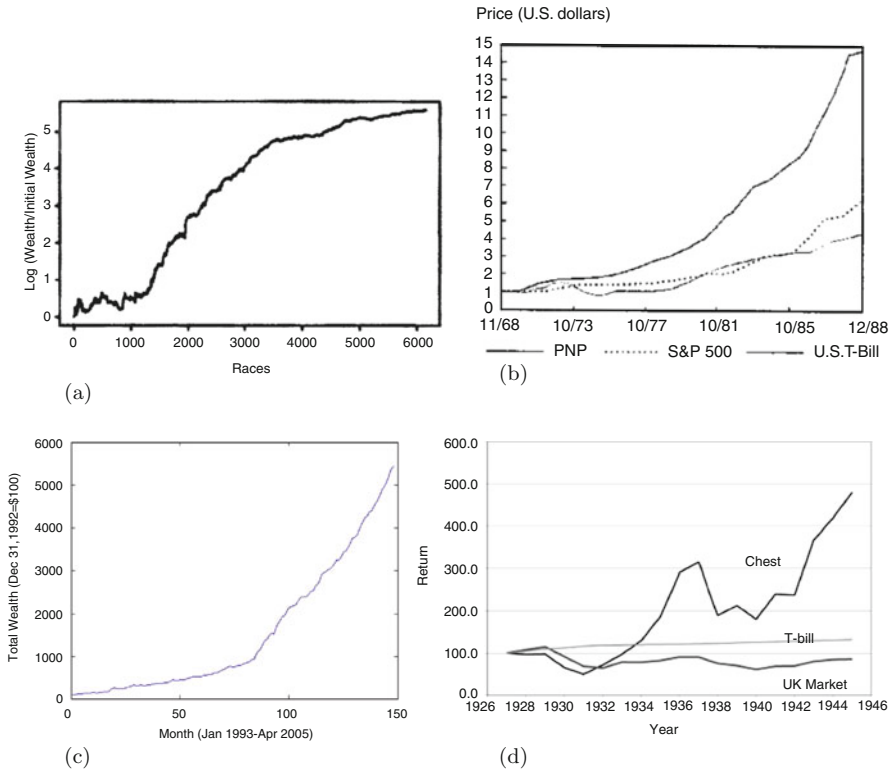 Log (Wealth/Initial Wealth)
5
4
3
2
1
0
0 1000 2000 3000 4000 5000 6000
Races
(a)
Price (U.S. dollars)
15
14
13
12
11
10
9
8
6
5
4
3
2
1
0
11/68 10/73 10/77 10/81 10/85 12/88
PNP S&P 500 U.S.T-Bill
(b)
Total Wealth (Dec 31,1992=$100)
6000
5000
4000
3000
2000
1000
0
0 50 100 150
Month (Jan 1993-Apr 2005)
(c)
Return
600.0
500.0
400.0
300.0
200.0
100.0
0.0
Chest
T-bill
UK Market
1926 1928 1930 1932 1934 1936 1938 1940 1942 1944 1946
Year
(d)